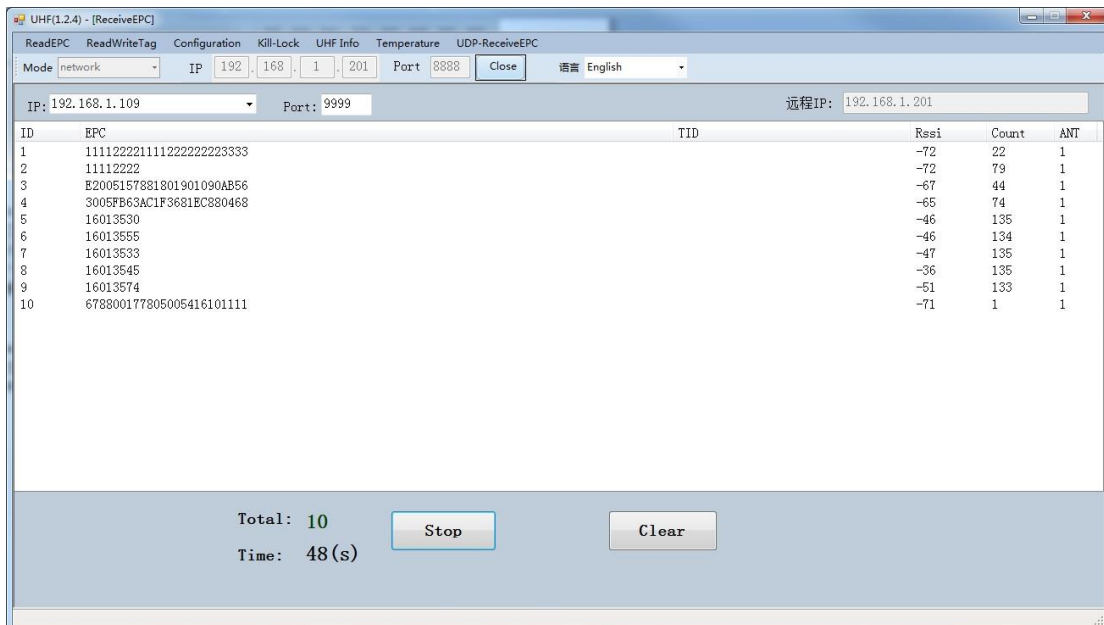 UHF(1.2.4) - [ReceiveEPC]
ReadEPC ReadWriteTag Configuration Kill-Lock UHF Info Temperature UDP-ReceiveEPC
Mode network IP 192 . 168 . 1 . 201 Port 8888 Close 语言 English
IP: 192.168.1.109 Port: 9999 远程IP: 192.168.1.201
ID EPC TID Rssi Count ANT
1 111122221111222222223333 -72 22 1
2 11112222 -72 79 1
3 E2005157881801901090AB56 -67 44 1
4 3005FB63AC1F3681EC880468 -65 74 1
5 16013530 -46 135 1
6 16013555 -46 134 1
7 16013533 -47 135 1
8 16013545 -36 135 1
9 16013574 -51 133 1
10 678800177805005416101111 -71 1 1
Total: 10
Stop
Clear
Time: 48(s)